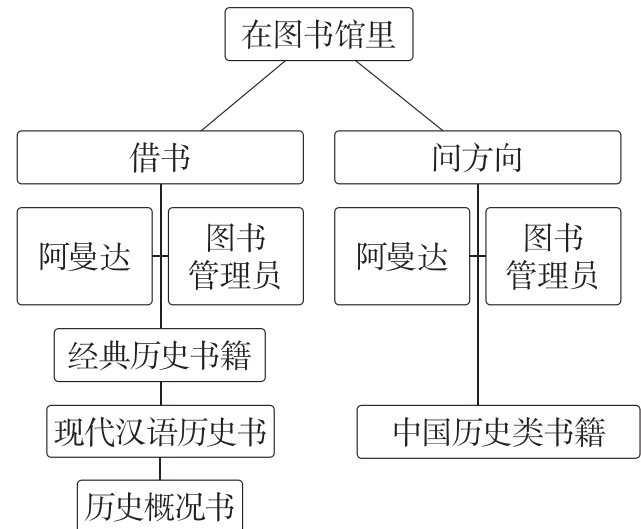 在图书馆里
借书
问方向
阿曼达
图书
管理员
阿曼达
图书
管理员
经典历史书籍
现代汉语历史书
中国历史类书籍
历史概况书